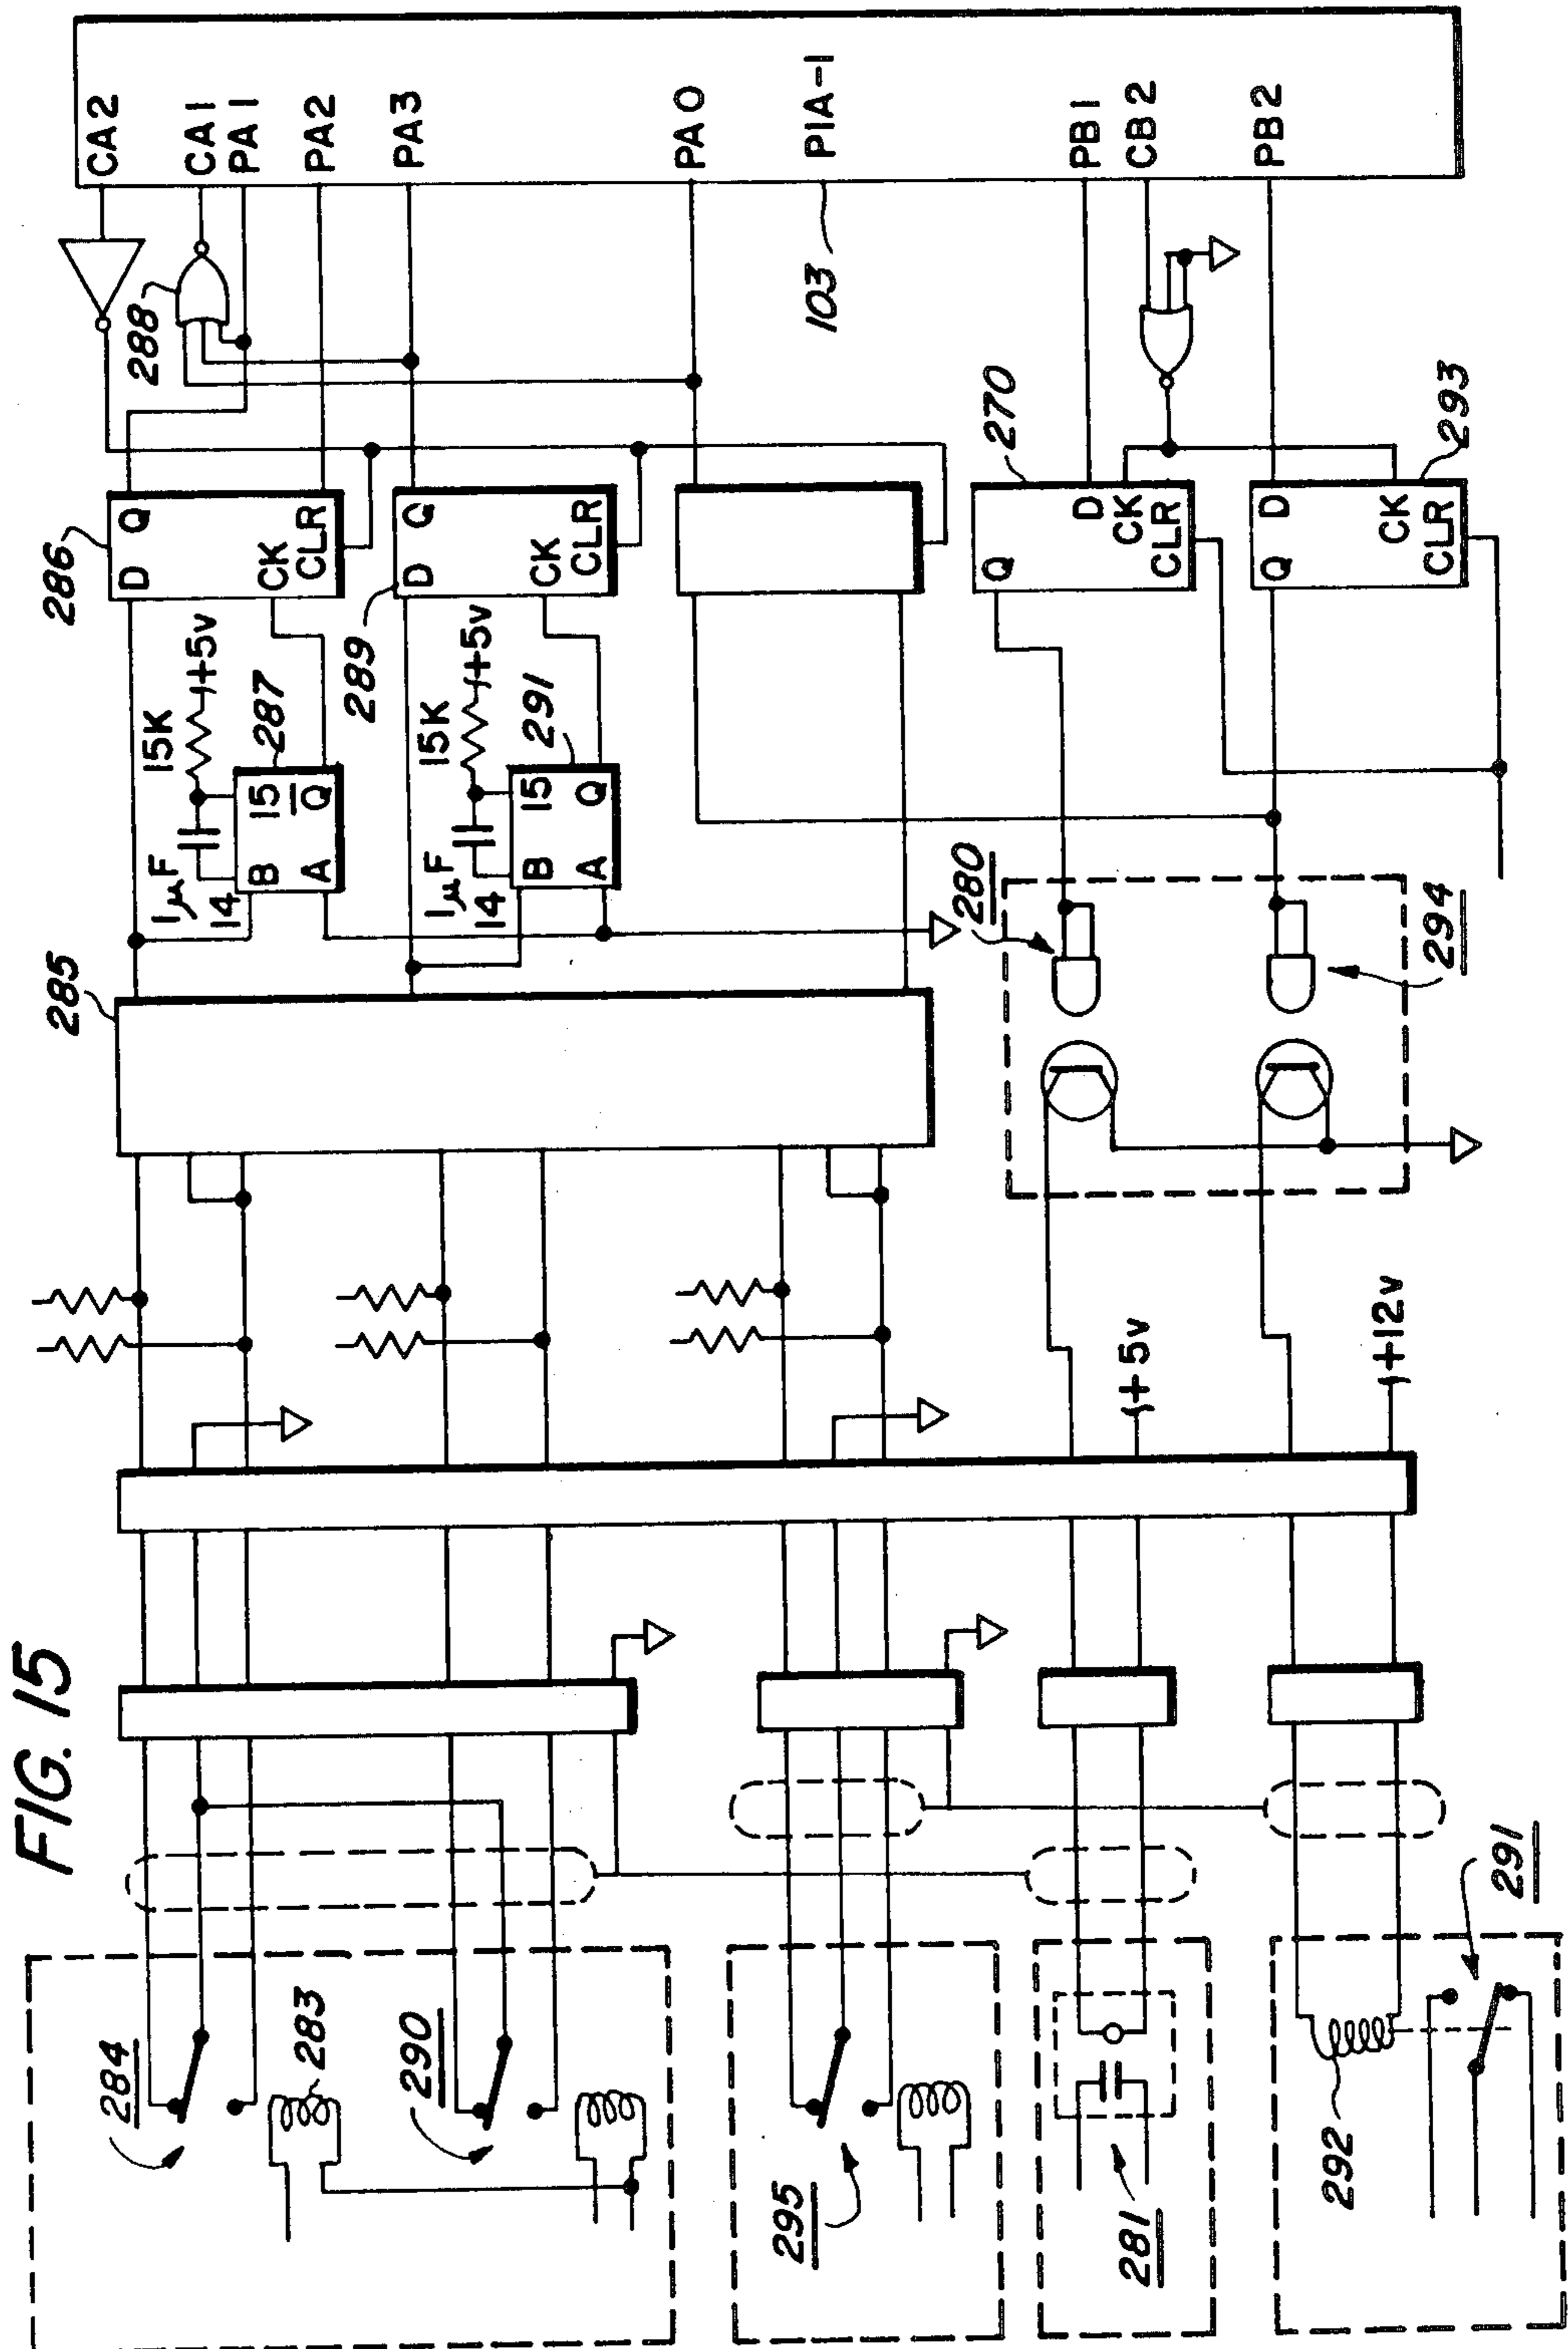 FIG. 15
CA2
CA1
PA1
PA2
PA3
PA0
PIA-1
PB1
CB2
PB2
103
288
286
D Q
CK
CLR
289
D Q
CK
CLR
270
Q D
CK
CLR
293
Q D
CK
CLR
15K
+5v
287
1µF
14
B 15
A Q̅
15K
+5v
291
1µF
14
B 15
A Q
285
280
294
+5v
+12v
284
283
290
295
281
292
291